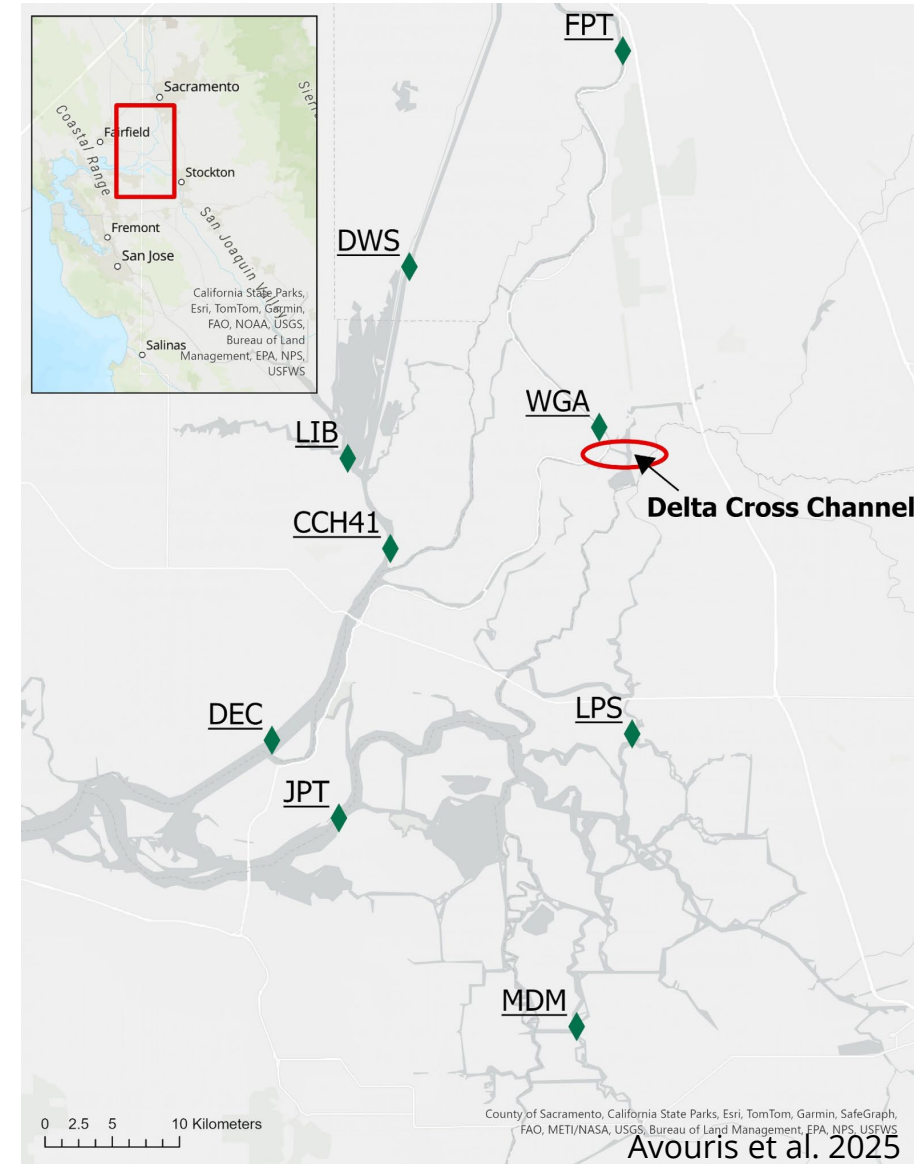 FPT
Sacramento
Sierra
Coastal Range
Fairfield
Stockton
Fremont
San Jose
San Joaquin Valley
California State Parks,
Esri, TomTom, Garmin,
FAO, NOAA, USGS,
Bureau of Land
Management, EPA, NPS,
USFWS
Salinas
DWS
WGA
LIB
Delta Cross Channel
CCH41
DEC
LPS
JPT
MDM
0 2.5 5 10 Kilometers
County of Sacramento, California State Parks, Esri, TomTom, Garmin, SafeGraph,
FAO, METI/NASA, USGS, Bureau of Land Management, EPA, NPS, USFWS
Avouris et al. 2025